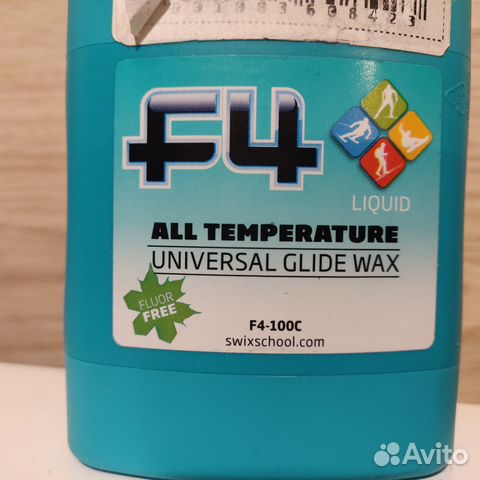 F4
LIQUID
ALL TEMPERATURE
UNIVERSAL GLIDE WAX
FLUOR
FREE
F4-100C
swixschool.com
Avito